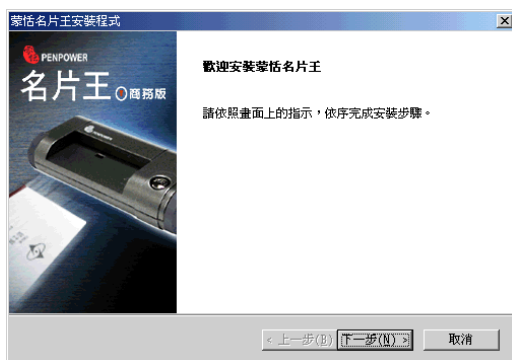 蒙恬名片王安裝程式
PENPOWER
名片王 商務版
歡迎安裝蒙恬名片王
請依照畫面上的指示，依序完成安裝步驟。
< 上一步(B)
下一步(N) >
取消